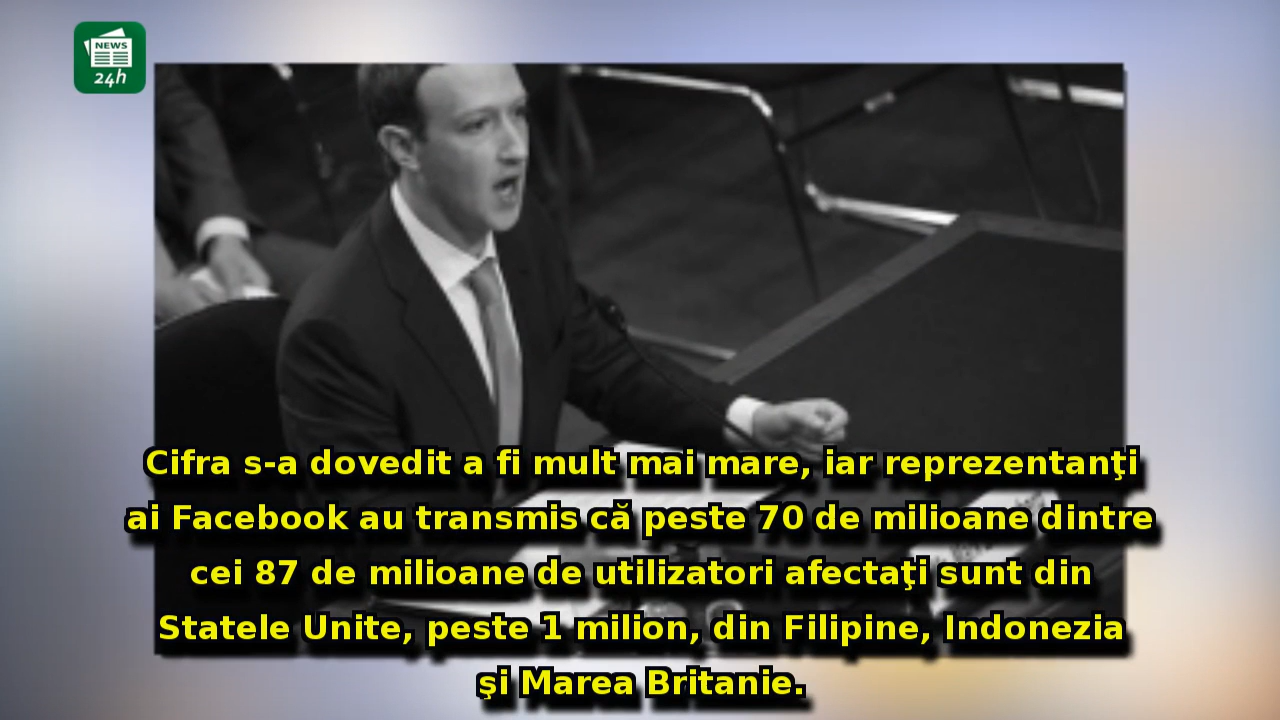 NEWS
24h
Cifra s-a dovedit a fi mult mai mare, iar reprezentanţi
ai Facebook au transmis că peste 70 de milioane dintre
cei 87 de milioane de utilizatori afectaţi sunt din
Statele Unite, peste 1 milion, din Filipine, Indonezia
şi Marea Britanie.